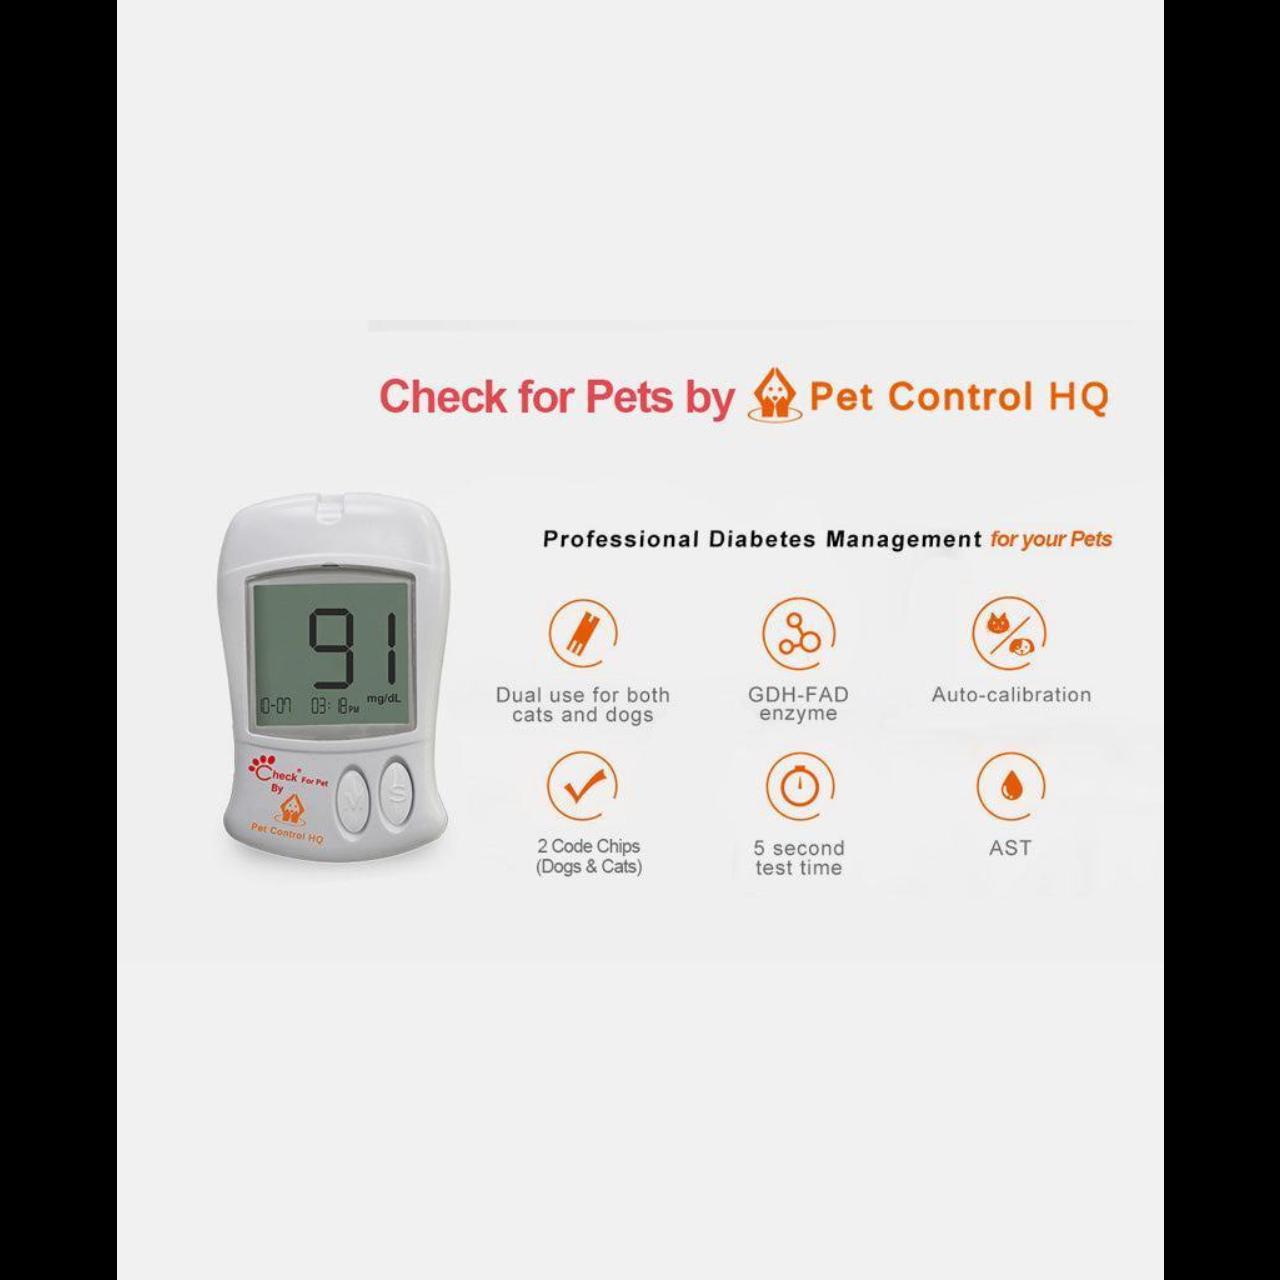 Check for Pets by Pet Control HQ
Professional Diabetes Management for your Pets
91
mg/dL
10-07 03:18 PM
Check® For Pet
By
Pet Control HQ
M S
Dual use for both
cats and dogs
GDH-FAD
enzyme
Auto-calibration
2 Code Chips
(Dogs & Cats)
5 second
test time
AST